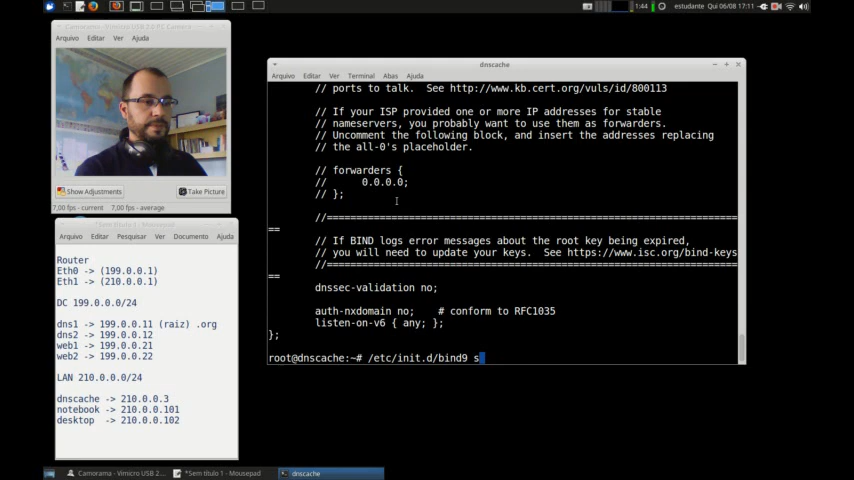 1:44
estudante Qui 06/08 17:11
Camorama - Vimicro USB 2.0 PC Camera
Arquivo Editar Ver Ajuda
Show Adjustments
Take Picture
7,00 fps - current 7,00 fps - average
*Sem título 1 - Mousepad
Arquivo Editar Pesquisar Ver Documento Ajuda
Router
Eth0 -> (199.0.0.1)
Eth1 -> (210.0.0.1)
DC 199.0.0.0/24
dns1 -> 199.0.0.11 (raiz) .org
dns2 -> 199.0.0.12
web1 -> 199.0.0.21
web2 -> 199.0.0.22
LAN 210.0.0.0/24
dnscache -> 210.0.0.3
notebook -> 210.0.0.101
desktop -> 210.0.0.102
dnscache
Arquivo Editar Ver Terminal Abas Ajuda
// ports to talk. See http://www.kb.cert.org/vuls/id/800113
// If your ISP provided one or more IP addresses for stable
// nameservers, you probably want to use them as forwarders.
// Uncomment the following block, and insert the addresses replacing
// the all-0's placeholder.
// forwarders {
// 0.0.0.0;
// };
//========================================================================
==
// If BIND logs error messages about the root key being expired,
// you will need to update your keys. See https://www.isc.org/bind-keys
//========================================================================
==
dnssec-validation no;
auth-nxdomain no; # conform to RFC1035
listen-on-v6 { any; };
};
root@dnscache:~# /etc/init.d/bind9 s
Camorama - Vimicro USB 2...
*Sem título 1 - Mousepad
dnscache